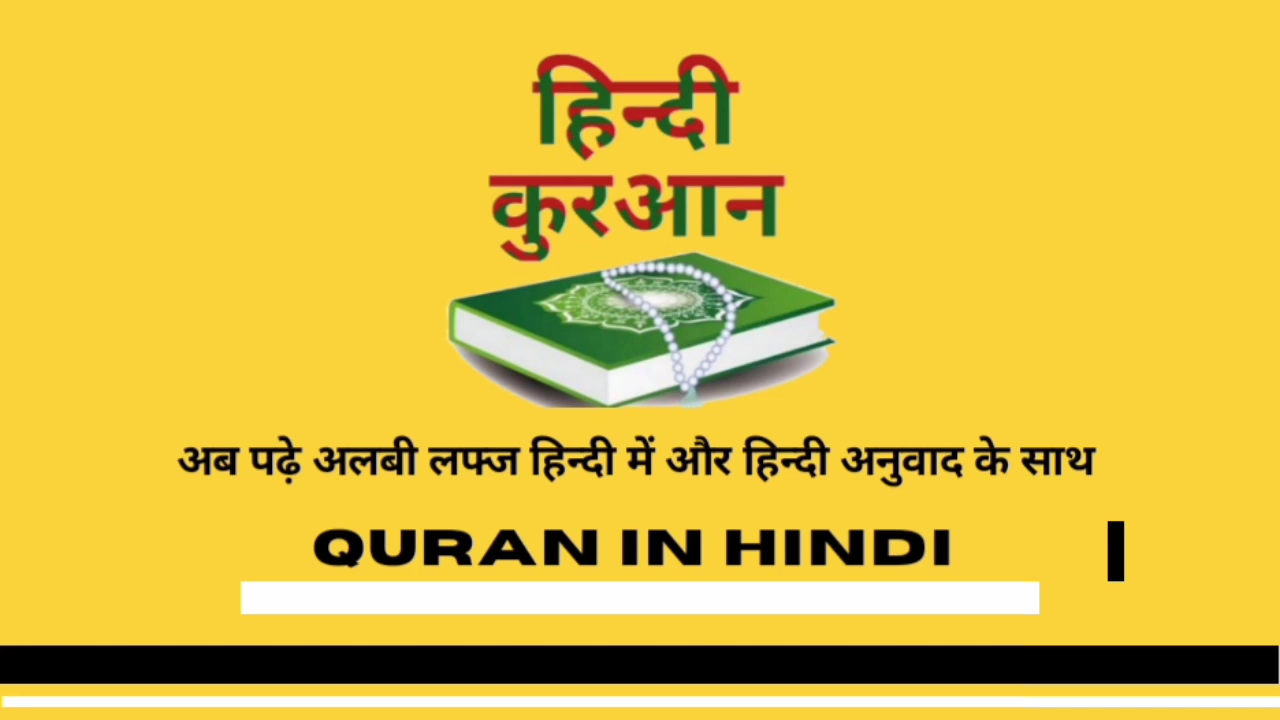 हिन्दी
कुरआन
अब पढ़े अलबी लफ्ज हिन्दी में और हिन्दी अनुवाद के साथ
QURAN IN HINDI